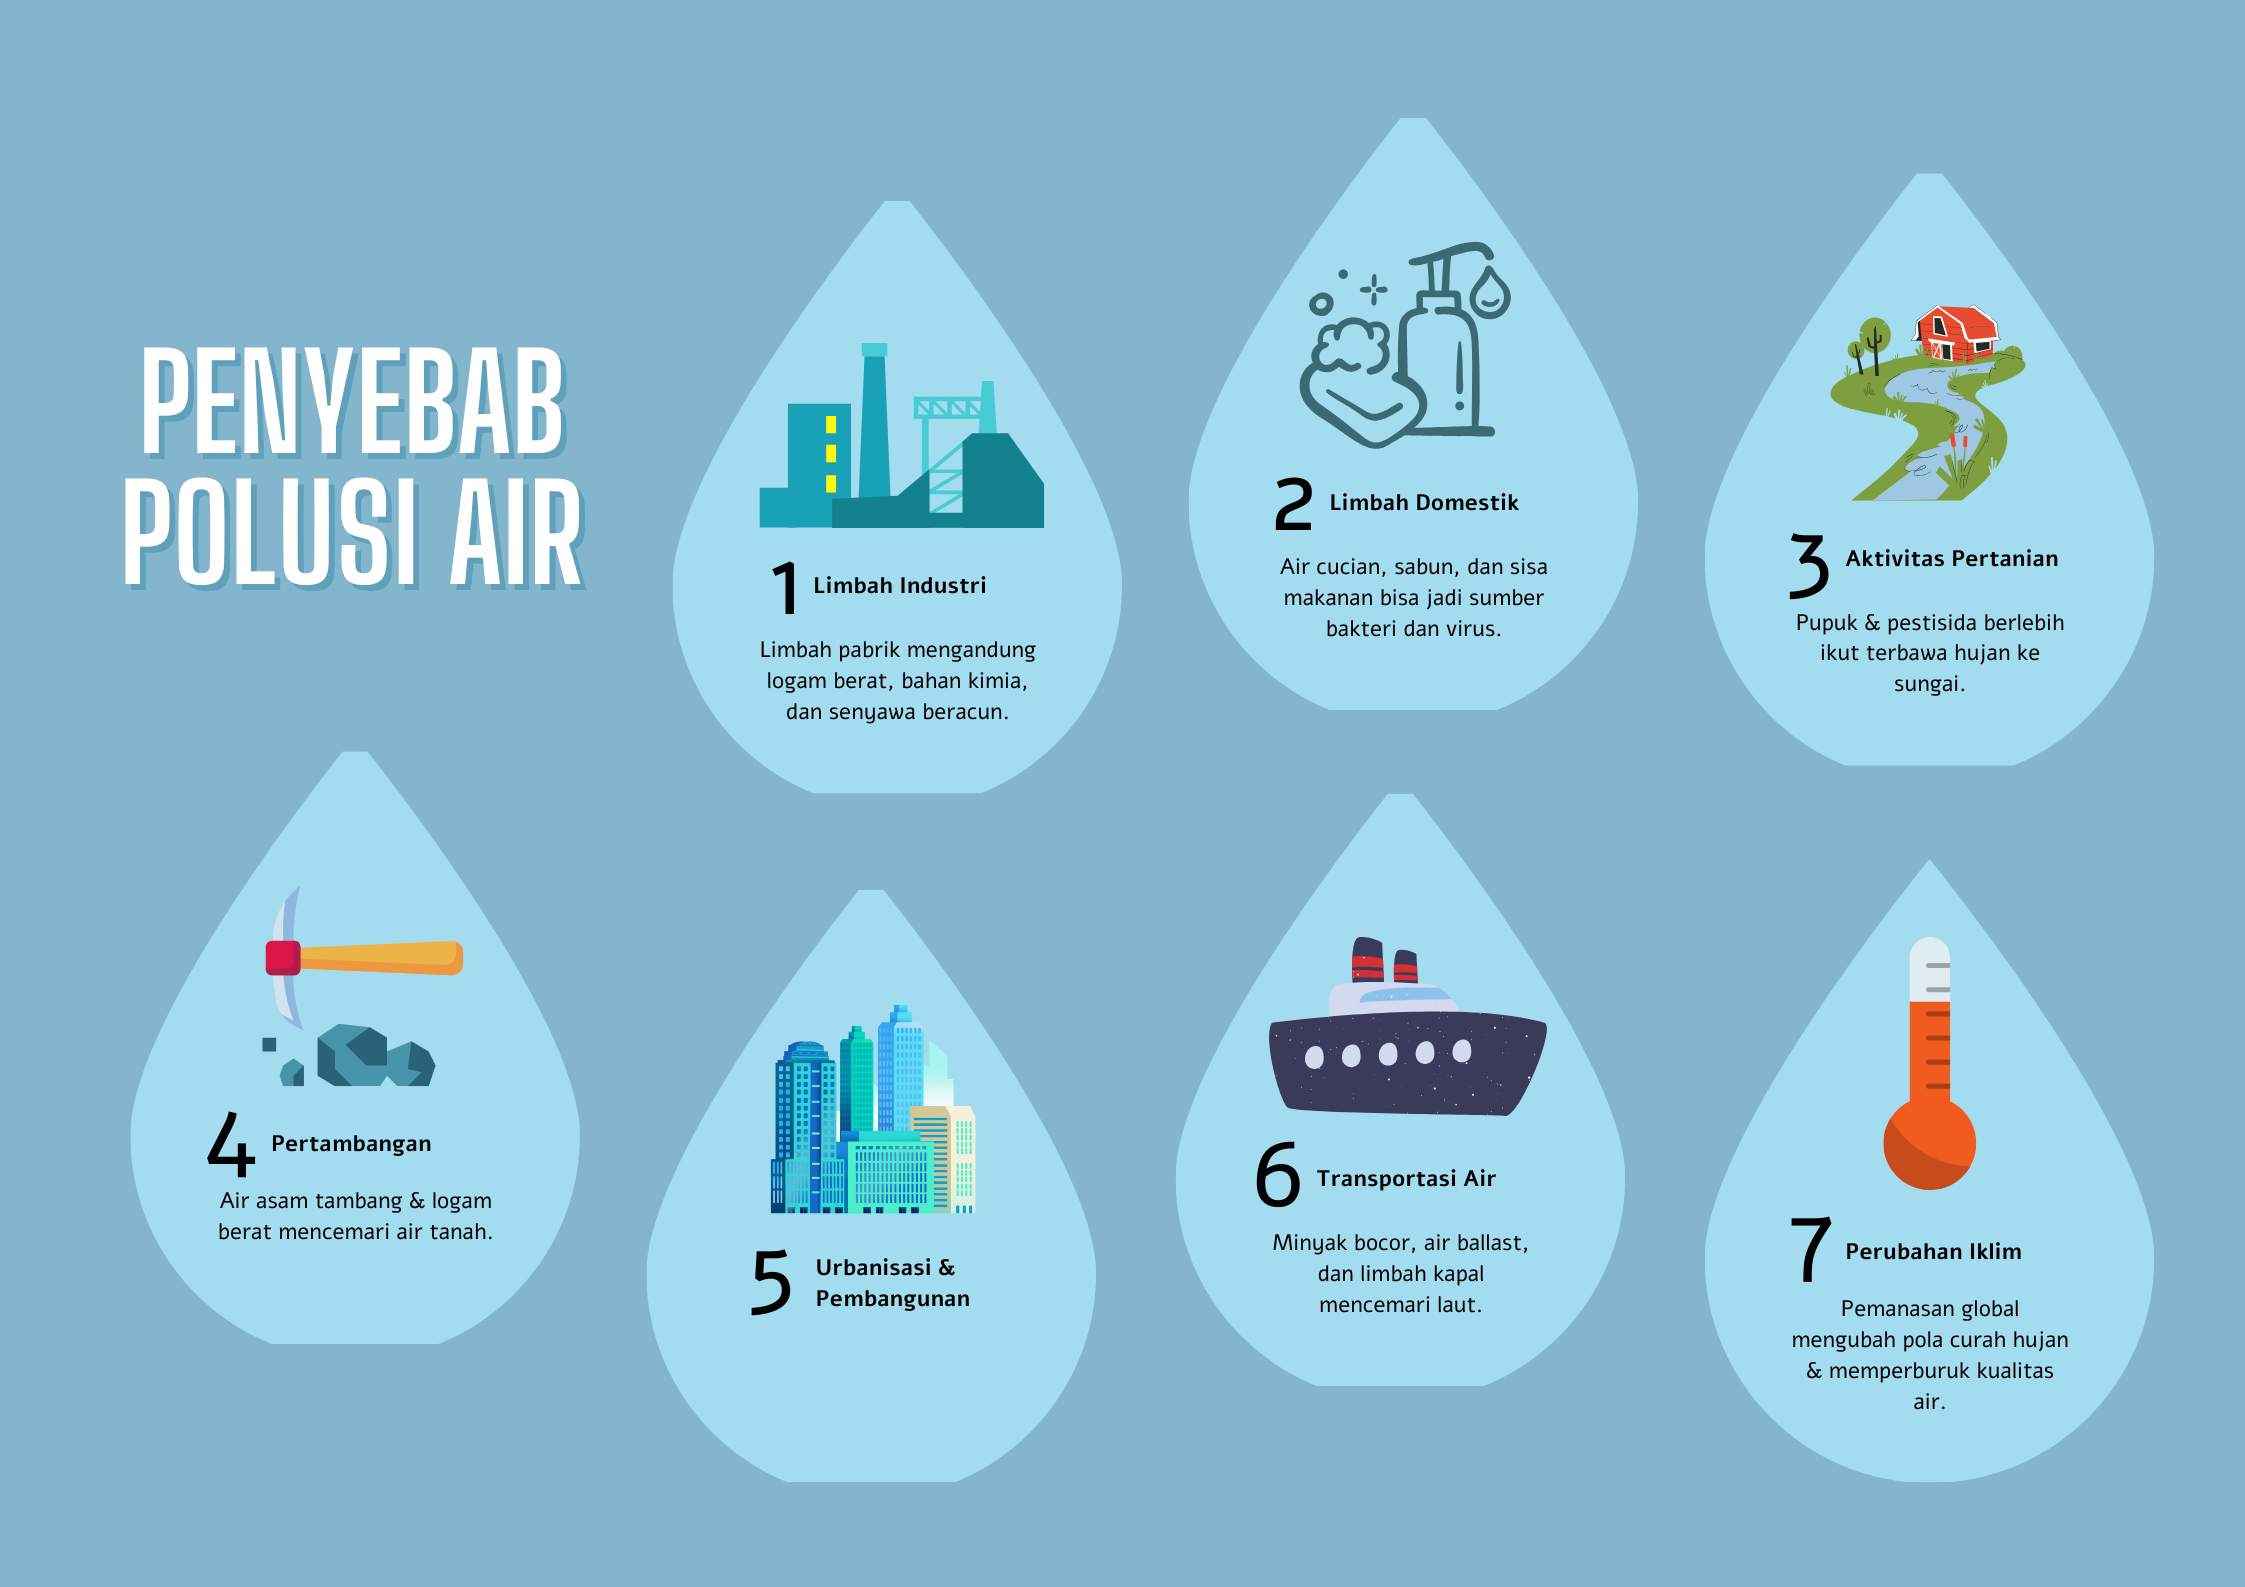 PENYEBAB
POLUSI AIR
1 Limbah Industri
Limbah pabrik mengandung
logam berat, bahan kimia,
dan senyawa beracun.
2 Limbah Domestik
Air cucian, sabun, dan sisa
makanan bisa jadi sumber
bakteri dan virus.
3 Aktivitas Pertanian
Pupuk & pestisida berlebih
ikut terbawa hujan ke
sungai.
4 Pertambangan
Air asam tambang & logam
berat mencemari air tanah.
5 Urbanisasi &
Pembangunan
6 Transportasi Air
Minyak bocor, air ballast,
dan limbah kapal
mencemari laut.
7 Perubahan Iklim
Pemanasan global
mengubah pola curah hujan
& memperburuk kualitas
air.